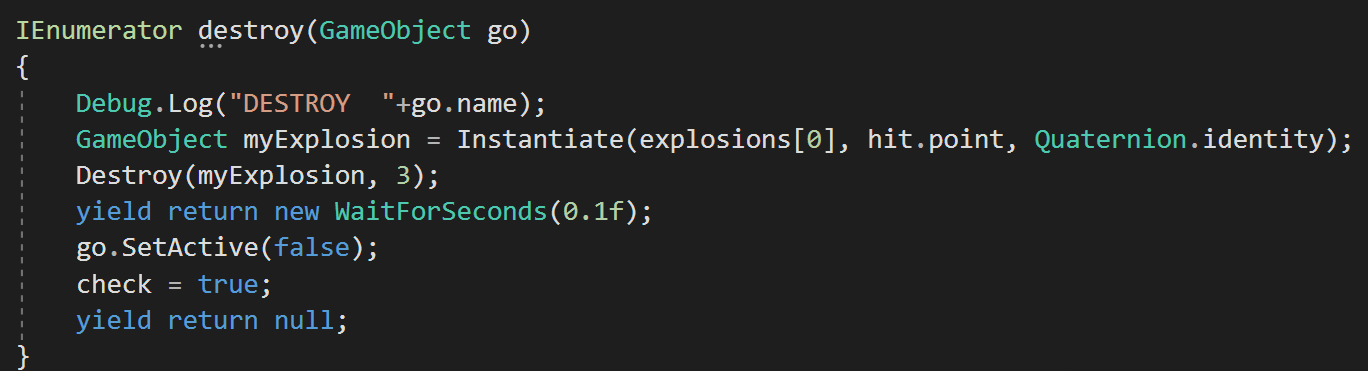 IEnumerator destroy(GameObject go)
{
Debug.Log("DESTROY  "+go.name);
GameObject myExplosion = Instantiate(explosions[0], hit.point, Quaternion.identity);
Destroy(myExplosion, 3);
yield return new WaitForSeconds(0.1f);
go.SetActive(false);
check = true;
yield return null;
}